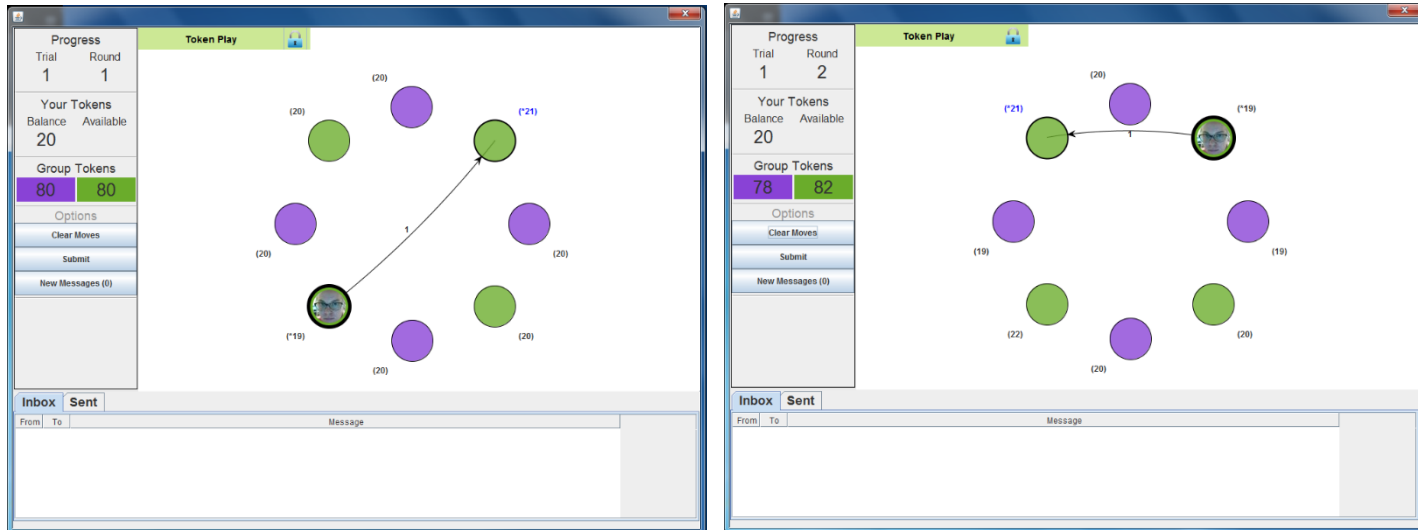 Progress
Trial Round
1 1
Your Tokens
Balance Available
20
Group Tokens
80 80
Options
Clear Moves
Submit
New Messages (0)
Token Play
(20)
(20)
(*21)
(20)
(20)
1
(*19)
(20)
(20)
Inbox Sent
From To Message
Progress
Trial Round
1 2
Your Tokens
Balance Available
20
Group Tokens
78 82
Options
Clear Moves
Submit
New Messages (0)
Token Play
(20)
(*21)
(*19)
1
(19)
(19)
(22)
(20)
(20)
Inbox Sent
From To Message